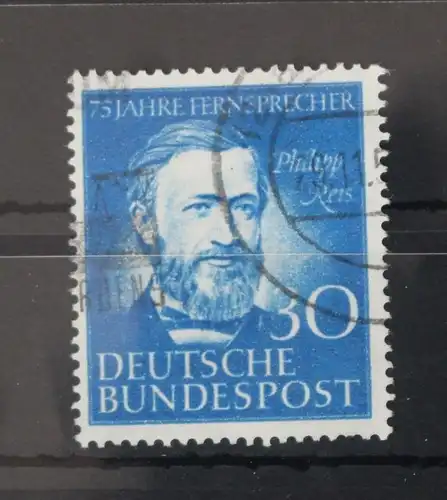 75 JAHRE FERNSPRECHER
Philipp
Reis
30
DEUTSCHE
BUNDESPOST